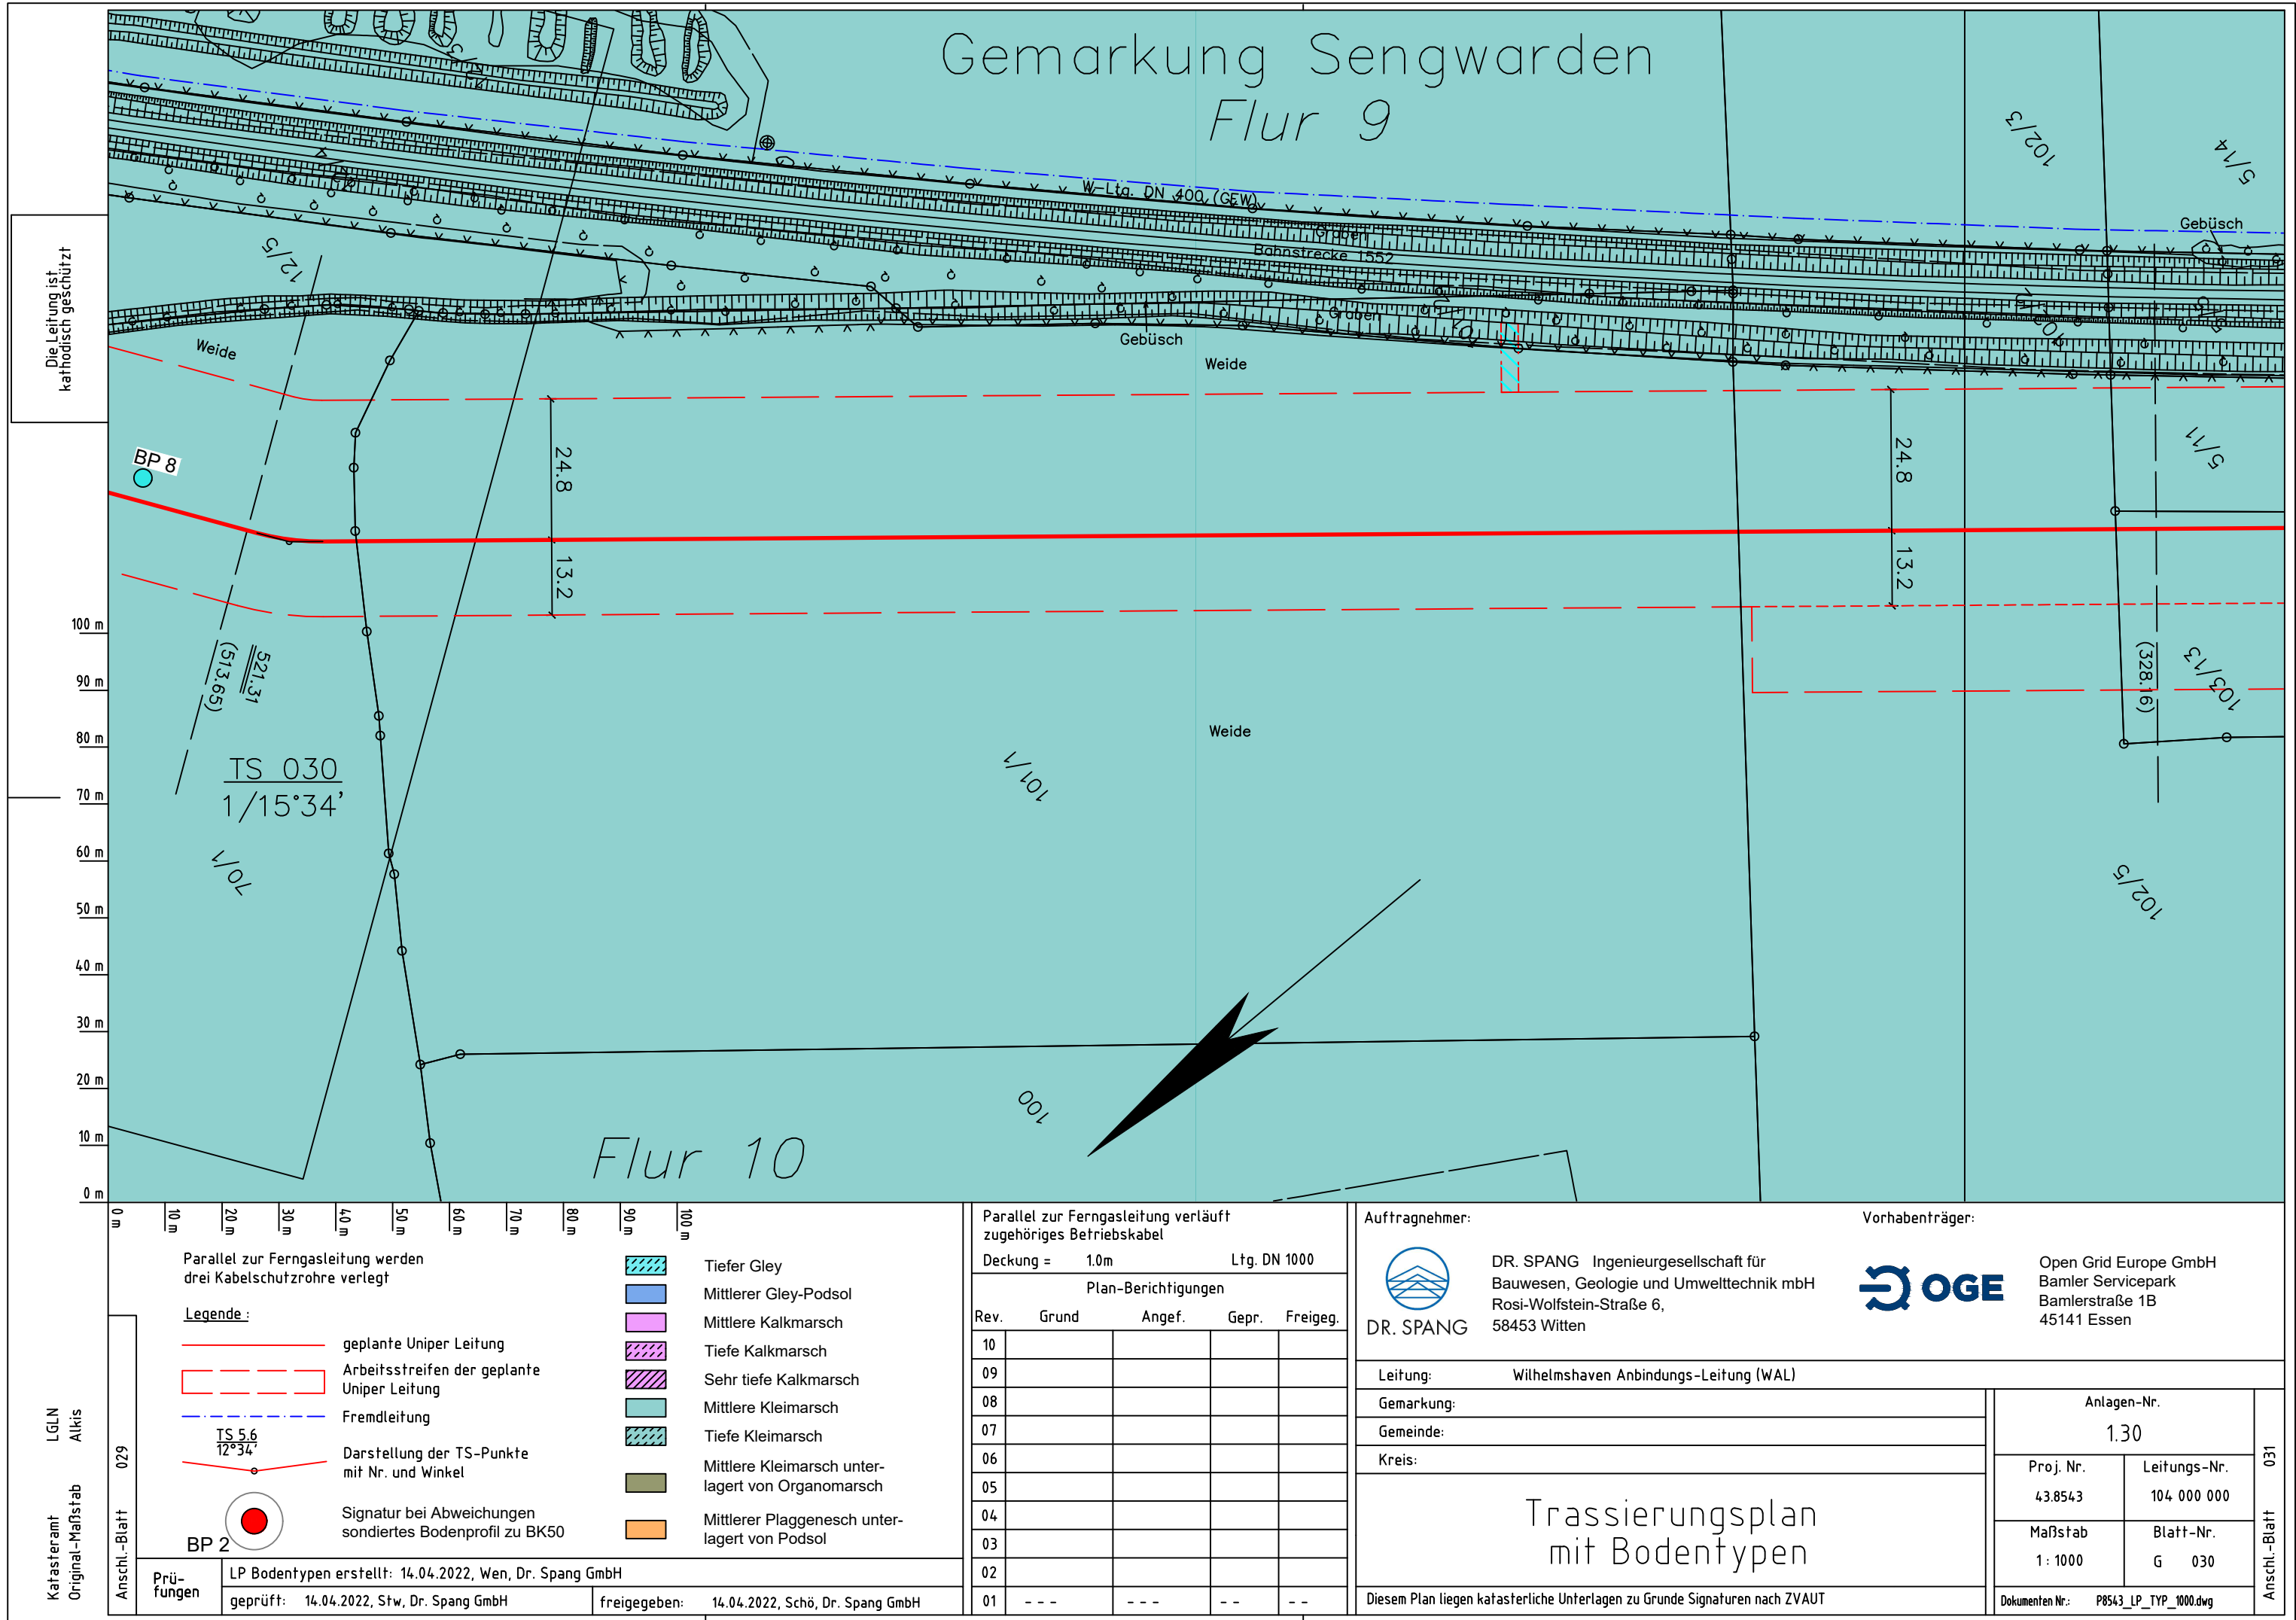 Gemarkung Sengwarden
Flur 9
102/3
5/14
W-Ltg. DN 400 (GEW)
Graben
Bahnstrecke 1552
Gebüsch
12/5
Die Leitung ist
kathodisch geschützt
Weide
Graben
Gebüsch
Weide
BP 8
24.8
13.2
24.8
13.2
5/11
521.31
(513.65)
(328.16)
103/13
TS 030
1/15°34'
Weide
101/1
70/1
102/5
100
Flur 10
100 m
90 m
80 m
70 m
60 m
50 m
40 m
30 m
20 m
10 m
0 m
0 m
10 m
20 m
30 m
40 m
50 m
60 m
70 m
80 m
90 m
100 m
Parallel zur Ferngasleitung werden
drei Kabelschutzrohre verlegt
Legende :
geplante Uniper Leitung
Arbeitsstreifen der geplante
Uniper Leitung
Fremdleitung
TS 5.6
12°34'
Darstellung der TS-Punkte
mit Nr. und Winkel
BP 2
Signatur bei Abweichungen
sondiertes Bodenprofil zu BK50
Tiefer Gley
Mittlerer Gley-Podsol
Mittlere Kalkmarsch
Tiefe Kalkmarsch
Sehr tiefe Kalkmarsch
Mittlere Kleimarsch
Tiefe Kleimarsch
Mittlere Kleimarsch unter-
lagert von Organomarsch
Mittlerer Plaggenesch unter-
lagert von Podsol
Katasteramt LGLN
Original-Maßstab Alkis
Anschl.-Blatt 029
Prü-
fungen
LP Bodentypen erstellt: 14.04.2022, Wen, Dr. Spang GmbH
geprüft: 14.04.2022, Stw, Dr. Spang GmbH
freigegeben: 14.04.2022, Schö, Dr. Spang GmbH
Parallel zur Ferngasleitung verläuft
zugehöriges Betriebskabel
Deckung = 1.0m Ltg. DN 1000
Plan-Berichtigungen
Rev. Grund Angef. Gepr. Freigeg.
10
09
08
07
06
05
04
03
02
01 - - - - - - - - - -
Auftragnehmer:
DR. SPANG
DR. SPANG Ingenieurgesellschaft für
Bauwesen, Geologie und Umwelttechnik mbH
Rosi-Wolfstein-Straße 6,
58453 Witten
Vorhabenträger:
OGE
Open Grid Europe GmbH
Bamler Servicepark
Bamlerstraße 1B
45141 Essen
Leitung: Wilhelmshaven Anbindungs-Leitung (WAL)
Gemarkung:
Gemeinde:
Kreis:
Trassierungsplan
mit Bodentypen
Diesem Plan liegen katasterliche Unterlagen zu Grunde Signaturen nach ZVAUT
Anlagen-Nr.
1.30
Proj. Nr.
43.8543
Leitungs-Nr.
104 000 000
Maßstab
1 : 1000
Blatt-Nr.
G 030
Dokumenten Nr.: P8543_LP_TYP_1000.dwg
Anschl.-Blatt 031